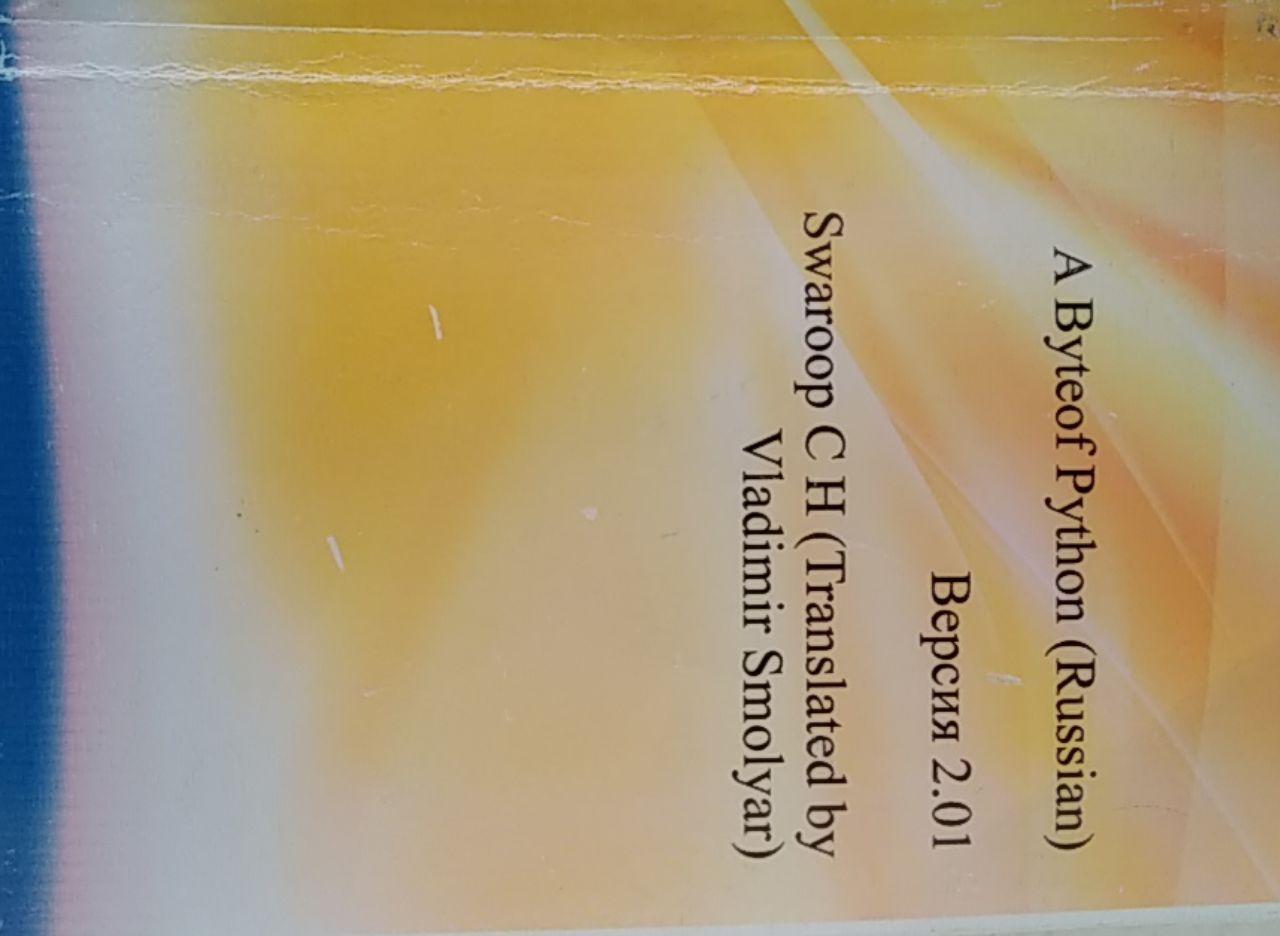 A Byteof Python (Russian)
Версия 2.01
Swaroop C H (Translated by
Vladimir Smolyar)